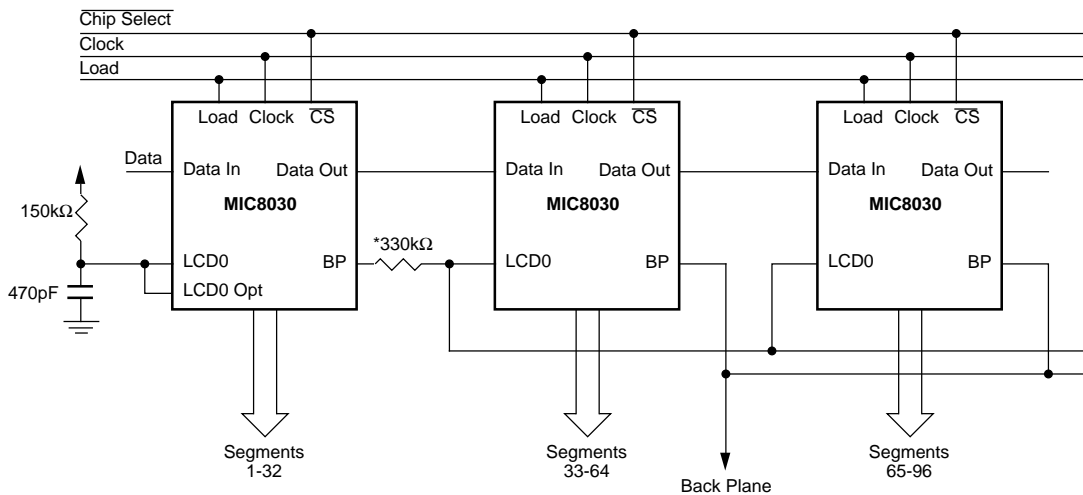 Chip Select
Clock
Load
Load Clock CS
Load Clock CS
Load Clock CS
Data
Data In Data Out
Data In Data Out
Data In Data Out
MIC8030
MIC8030
MIC8030
150kΩ
*330kΩ
LCD0 BP
LCD0 BP
LCD0 BP
470pF
LCD0 Opt
Segments
1-32
Segments
33-64
Segments
65-96
Back Plane